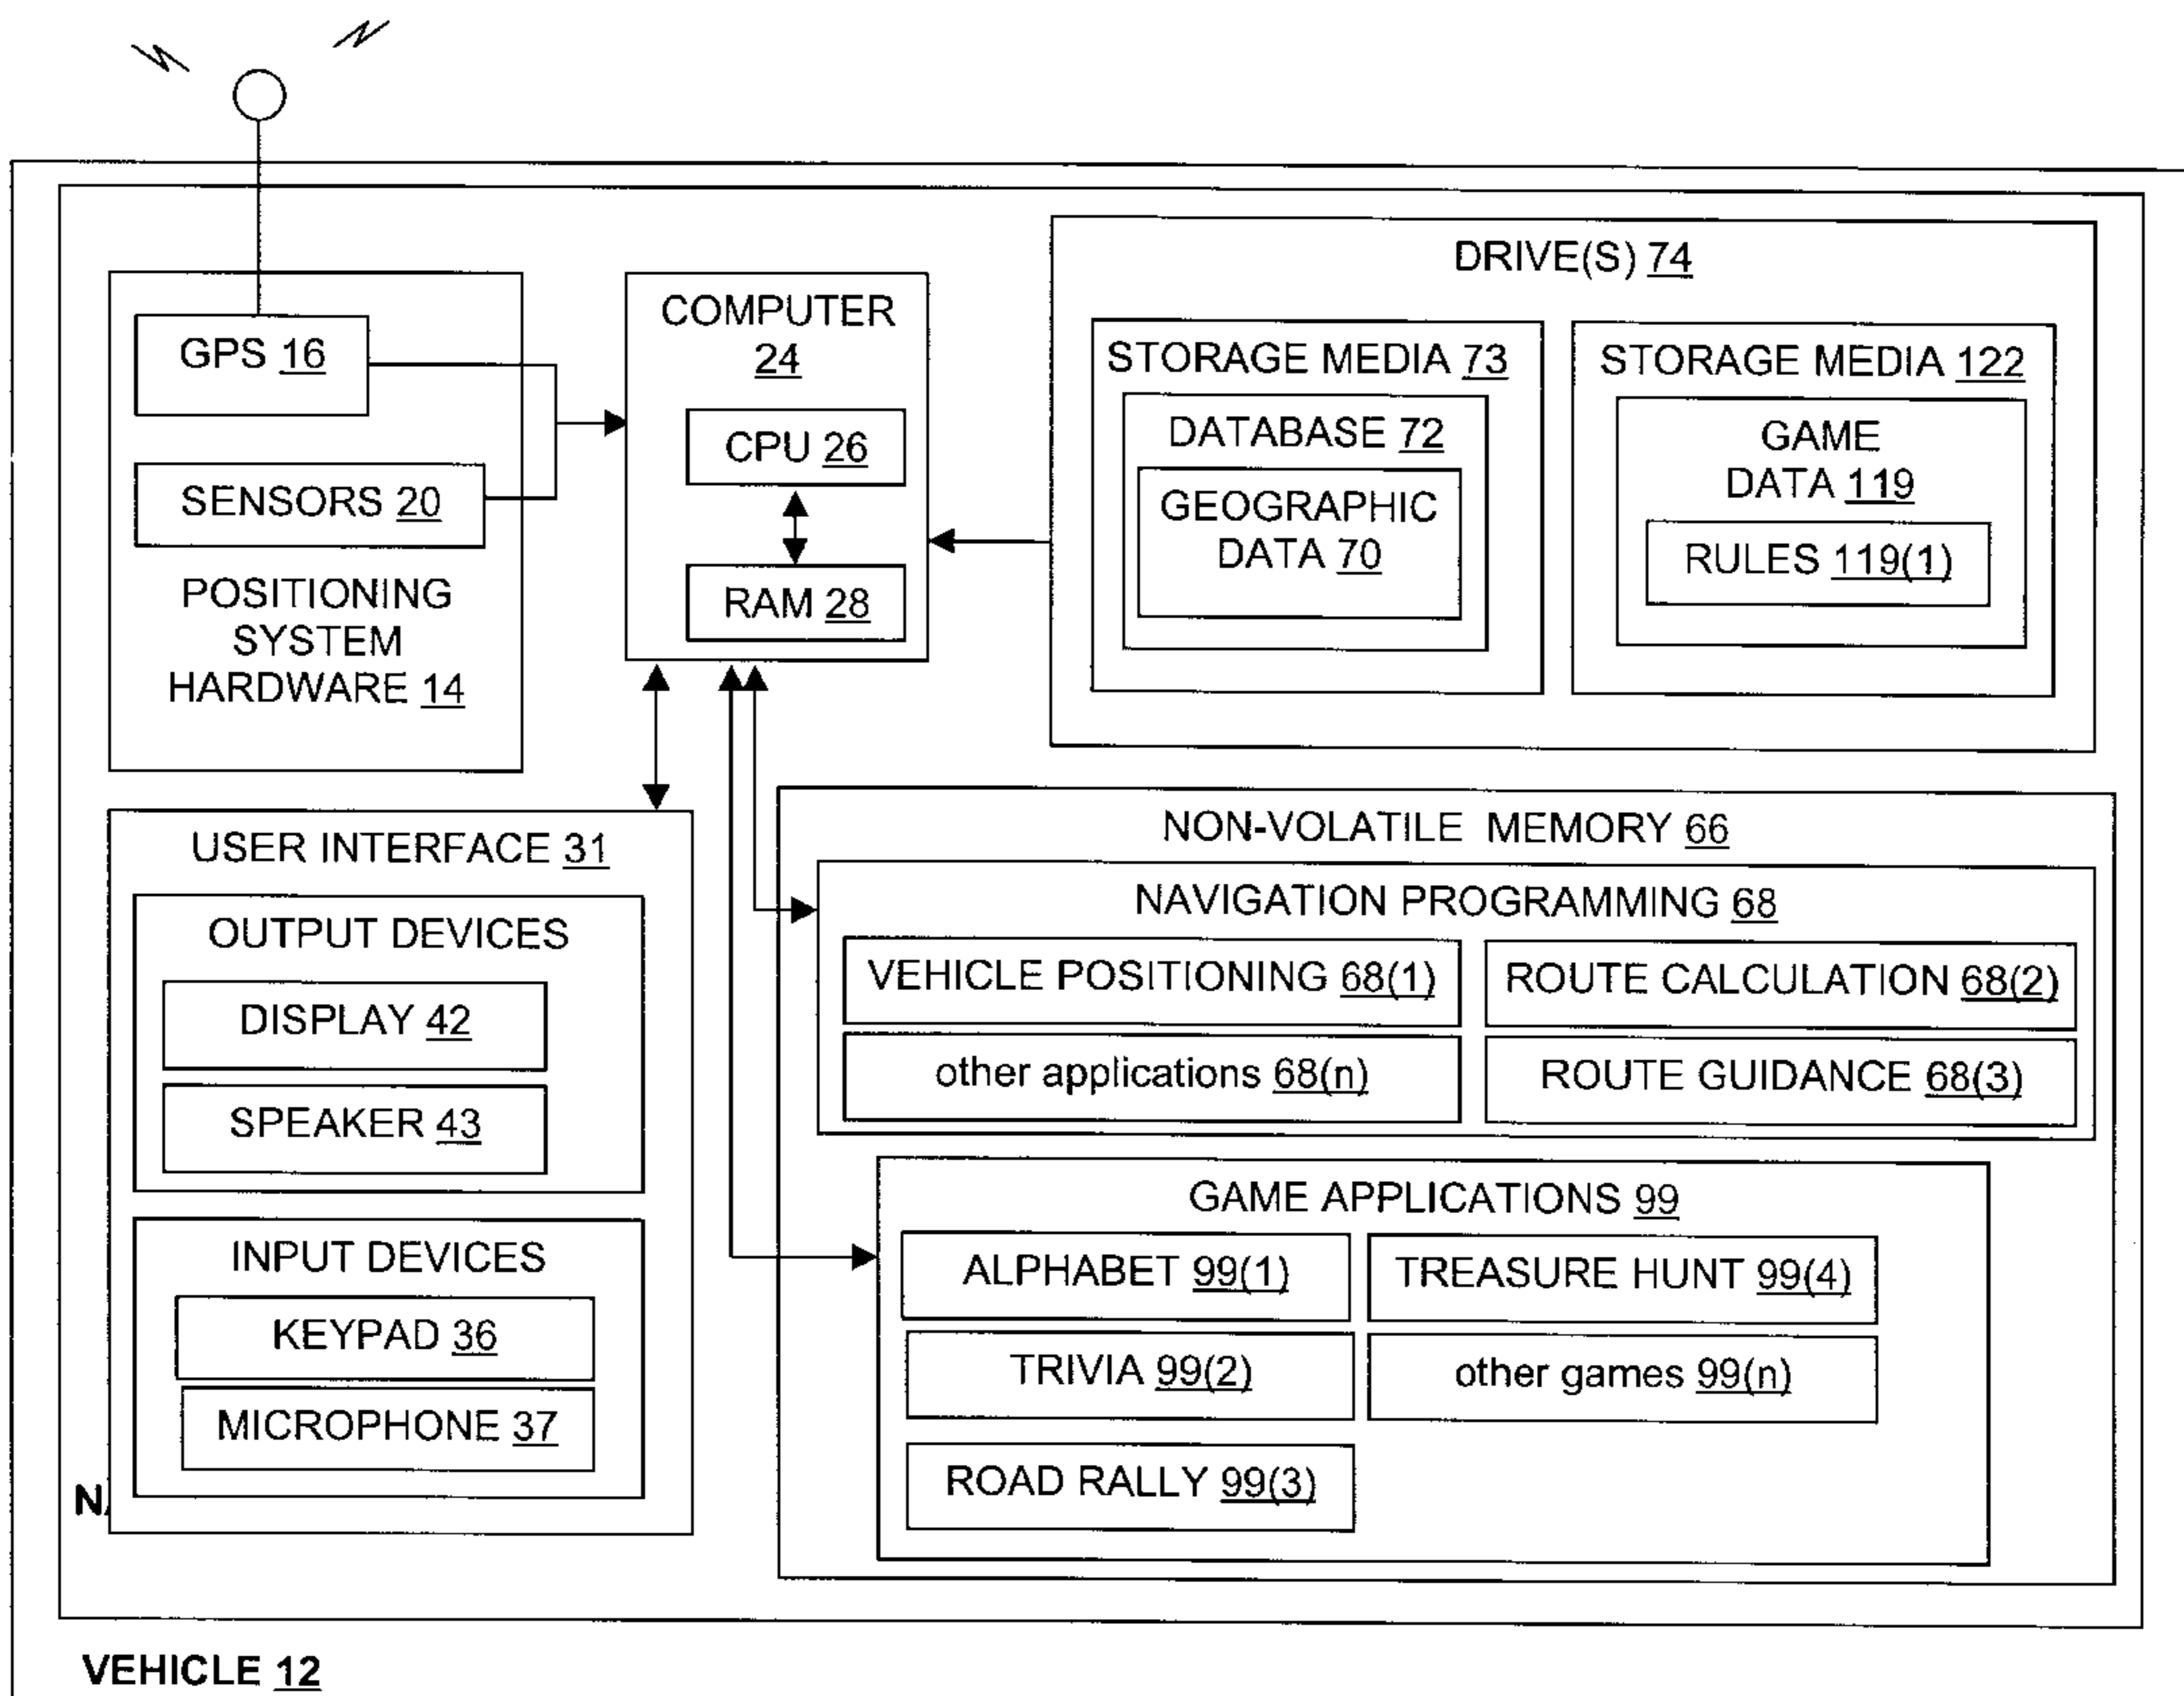 GPS 16
SENSORS 20
POSITIONING
SYSTEM
HARDWARE 14
COMPUTER
24
CPU 26
RAM 28
DRIVE(S) 74
STORAGE MEDIA 73
DATABASE 72
GEOGRAPHIC
DATA 70
STORAGE MEDIA 122
GAME
DATA 119
RULES 119(1)
USER INTERFACE 31
OUTPUT DEVICES
DISPLAY 42
SPEAKER 43
INPUT DEVICES
KEYPAD 36
MICROPHONE 37
NON-VOLATILE MEMORY 66
NAVIGATION PROGRAMMING 68
VEHICLE POSITIONING 68(1)
ROUTE CALCULATION 68(2)
other applications 68(n)
ROUTE GUIDANCE 68(3)
GAME APPLICATIONS 99
ALPHABET 99(1)
TREASURE HUNT 99(4)
TRIVIA 99(2)
other games 99(n)
ROAD RALLY 99(3)
VEHICLE 12